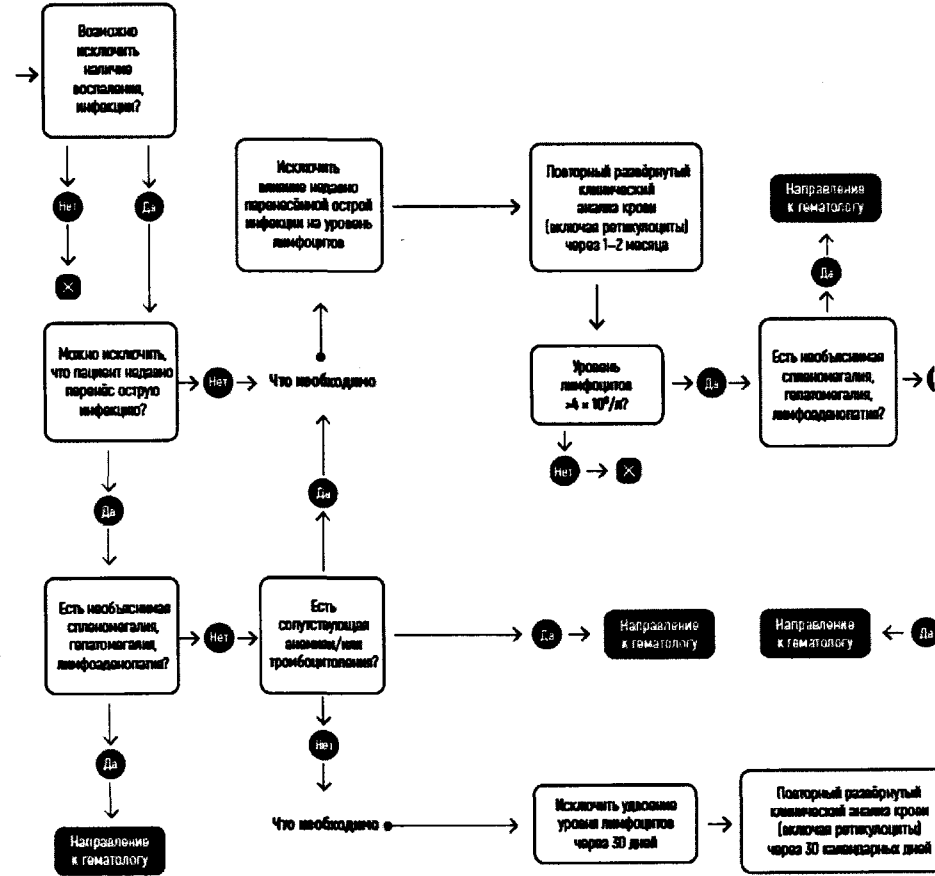 Возможно
исключить
наличие
воспаления,
инфекции?
Нет
Да
Исключить
влияние недавно
перенесённой острой
инфекции на уровень
лимфоцитов
Повторный развёрнутый
клинический
анализ крови
(включая ретикулоциты)
через 1–2 месяца
Направление
к гематологу
Да
Можно исключить,
что пациент недавно
перенёс острую
инфекцию?
Нет
Что необходимо
Уровень
лимфоцитов
>4 × 10⁹/л?
Да
Есть необъяснимая
спленомегалия,
гепатомегалия,
лимфоаденопатия?
Нет
Да
Да
Есть необъяснимая
спленомегалия,
гепатомегалия,
лимфоаденопатия?
Нет
Есть
сопутствующая
анемия/или
тромбоцитопения?
Да
Направление
к гематологу
Направление
к гематологу
Да
Да
Нет
Направление
к гематологу
Что необходимо
Исключить удвоение
уровня лимфоцитов
через 30 дней
Повторный развёрнутый
клинический анализ крови
(включая ретикулоциты)
через 30 календарных дней